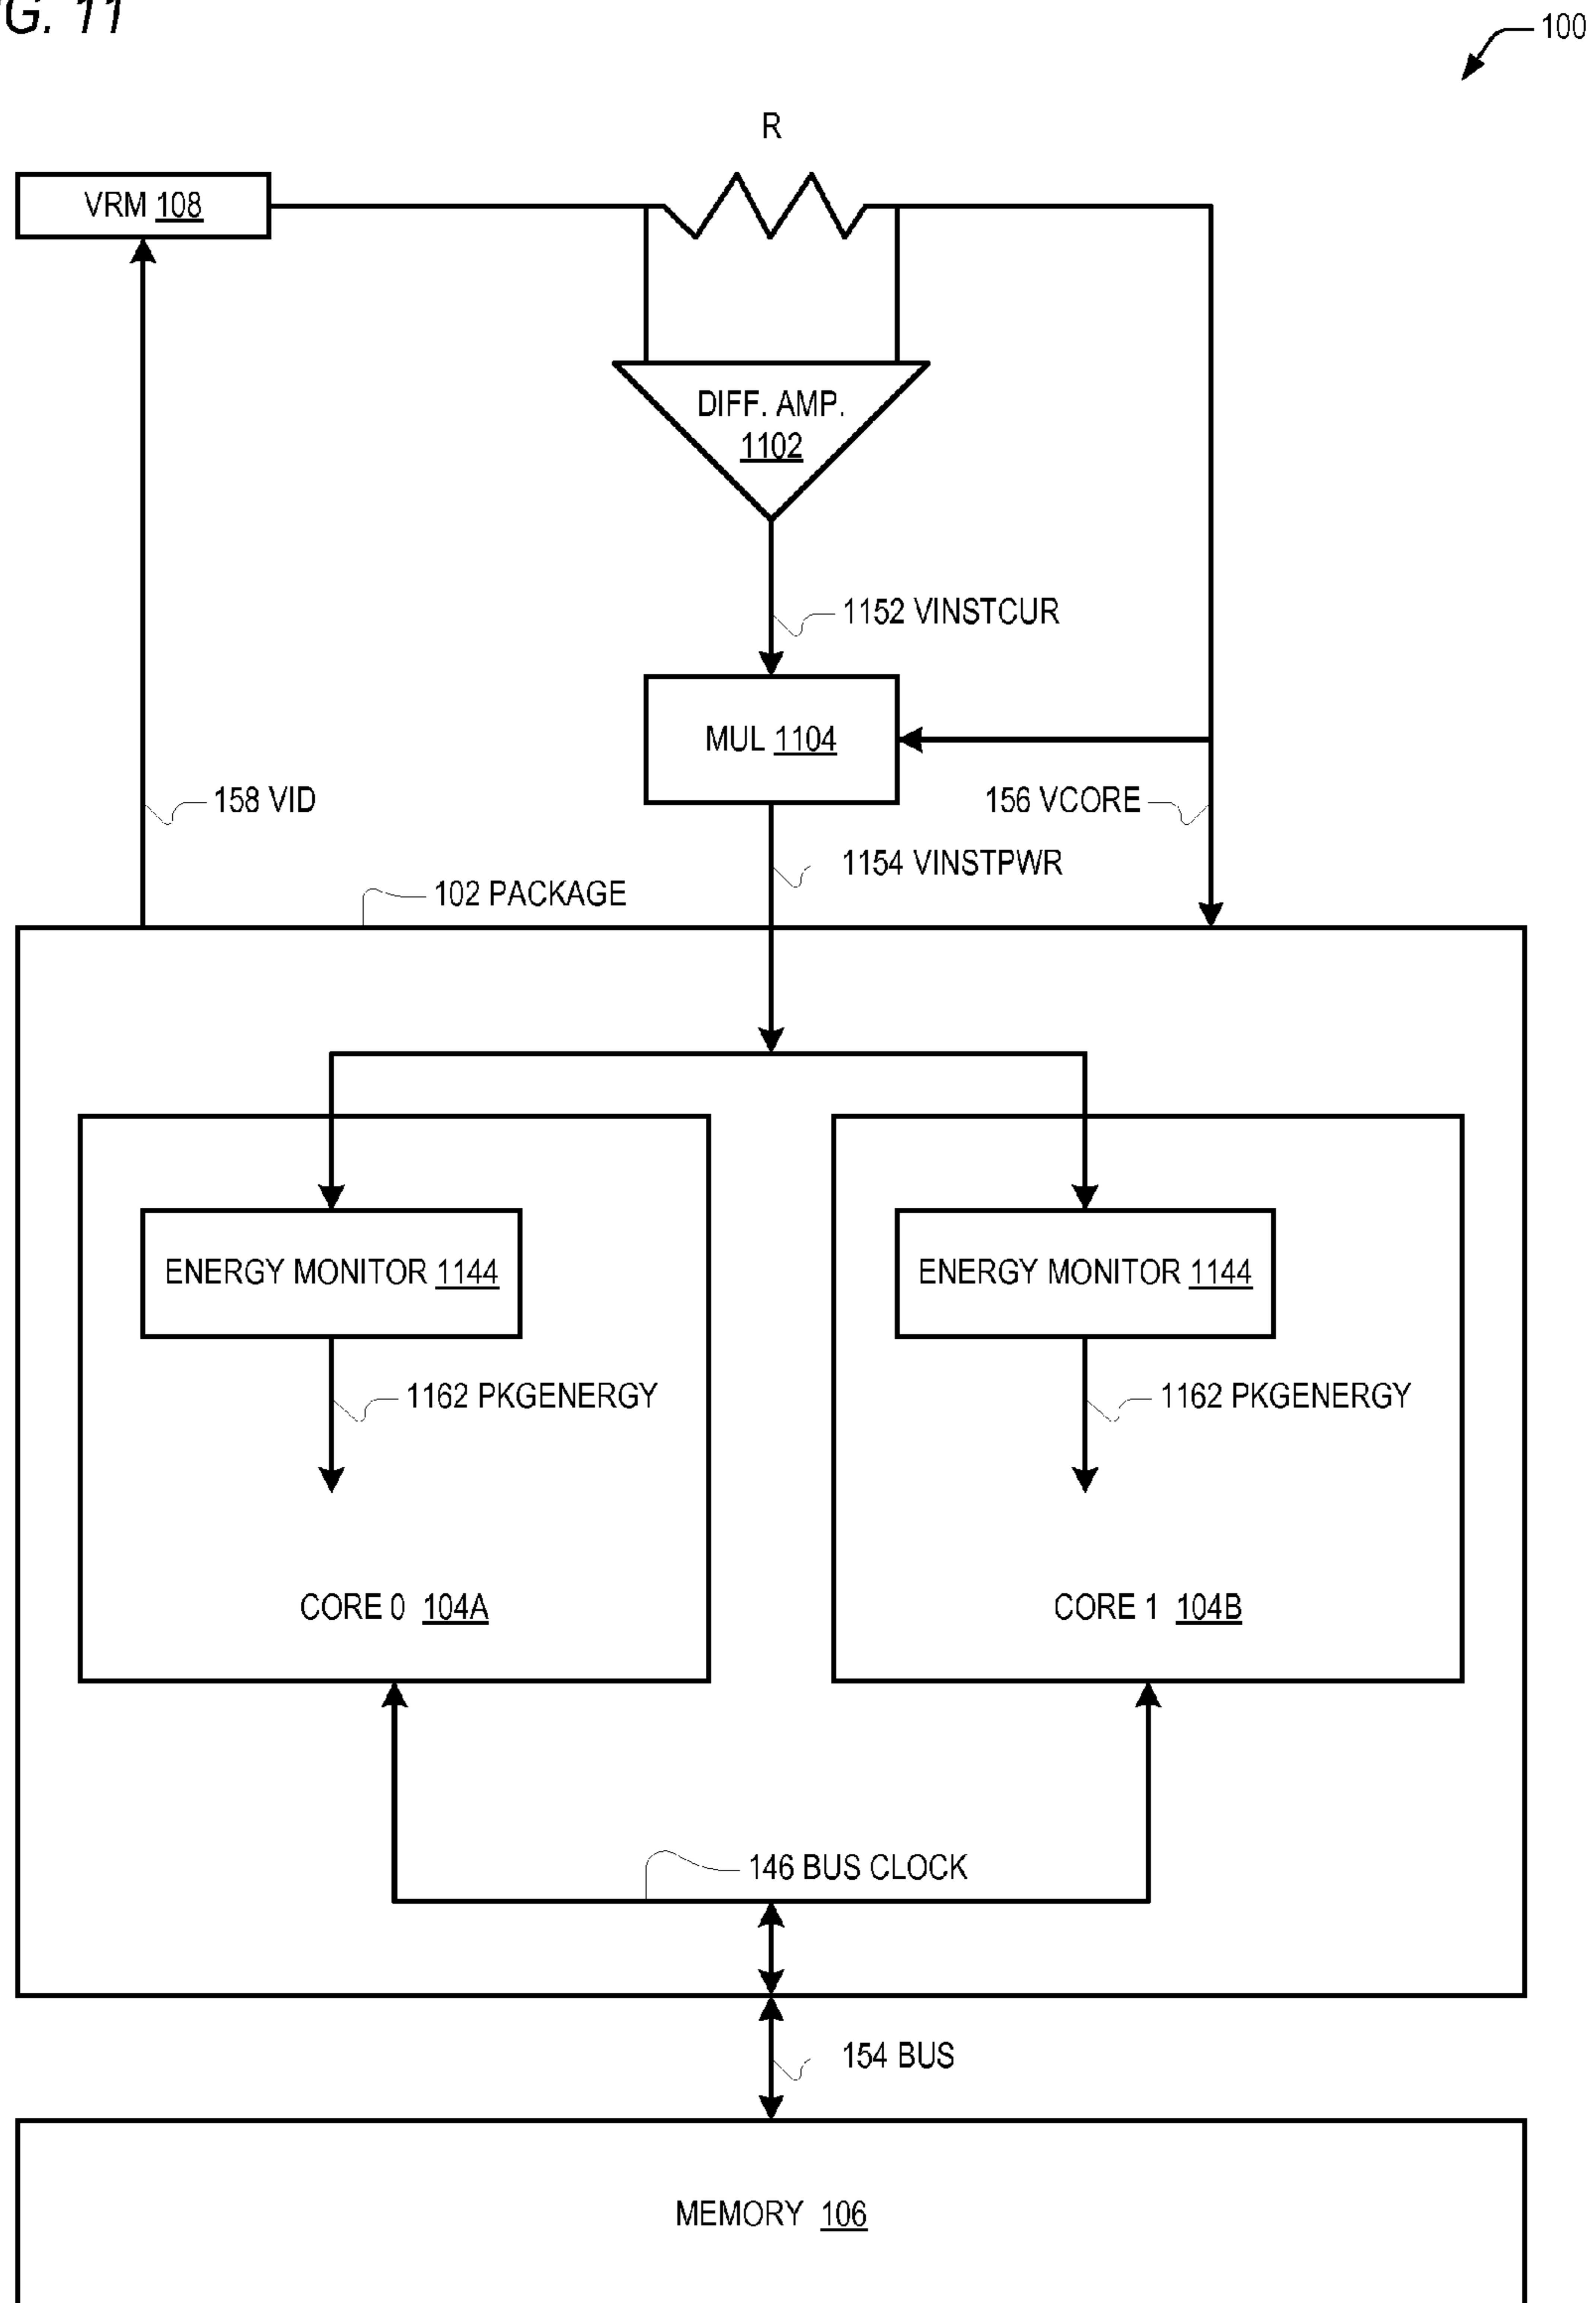 G. 11
100
R
VRM 108
DIFF. AMP.
1102
1152 VINSTCUR
MUL 1104
158 VID
156 VCORE
1154 VINSTPWR
102 PACKAGE
ENERGY MONITOR 1144
ENERGY MONITOR 1144
1162 PKGENERGY
1162 PKGENERGY
CORE 0 104A
CORE 1 104B
146 BUS CLOCK
154 BUS
MEMORY 106